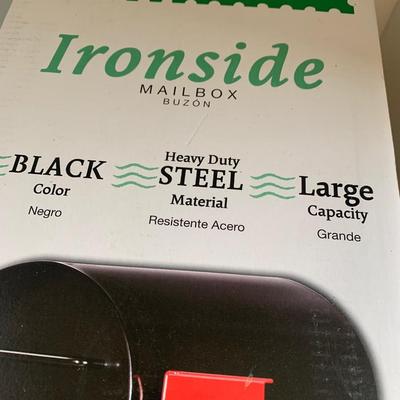 Ironside
MAILBOX
BUZÓN
BLACK
Color
Negro
Heavy Duty
STEEL
Material
Resistente Acero
Large
Capacity
Grande